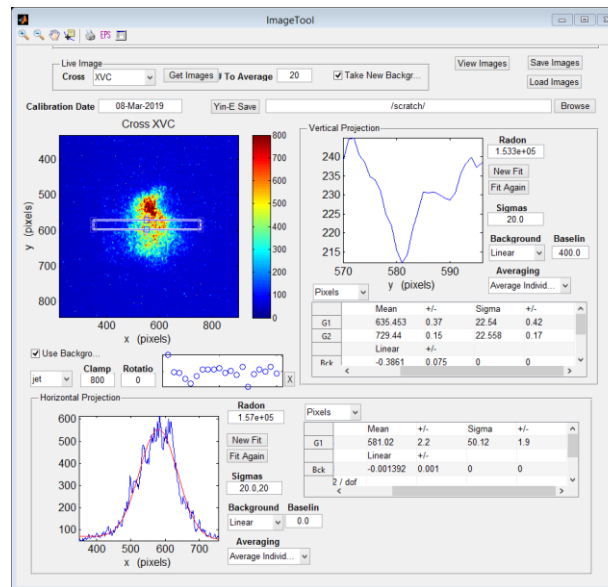 ImageTool
EPS
Live Image
Cross XVC Get Images To Average 20 Take New Backgr...
View Images Save Images
Load Images
Calibration Date 08-Mar-2019 Yin-E Save /scratch/ Browse
Cross XVC
800
700
600
500
400
300
200
100
0
400
500
600
700
800
y (pixels)
400 600 800
x (pixels)
Vertical Projection
245
240
235
230
225
220
215
570 580 590
y (pixels)
Radon
1.533e+05
New Fit
Fit Again
Sigmas
20.0
Background Baselin
Linear 400.0
Averaging
Average Individ...
Pixels
Mean +/- Sigma +/-
G1 635.453 0.37 22.54 0.42
G2 729.44 0.15 22.558 0.17
Linear +/-
Bck -0.3861 0.075 0 0
Use Backgro...
Clamp Rotatio
jet 800 0 X
Horizontal Projection
600
500
400
300
200
100
400 500 600 700
x (pixels)
Radon
1.57e+05
New Fit
Fit Again
Sigmas
20.0,20
Background Baselin
Linear 0.0
Averaging
Average Individ...
Pixels
Mean +/- Sigma +/-
G1 581.02 2.2 50.12 1.9
Linear +/-
Bck -0.001392 0.001 0 0
2 / dof